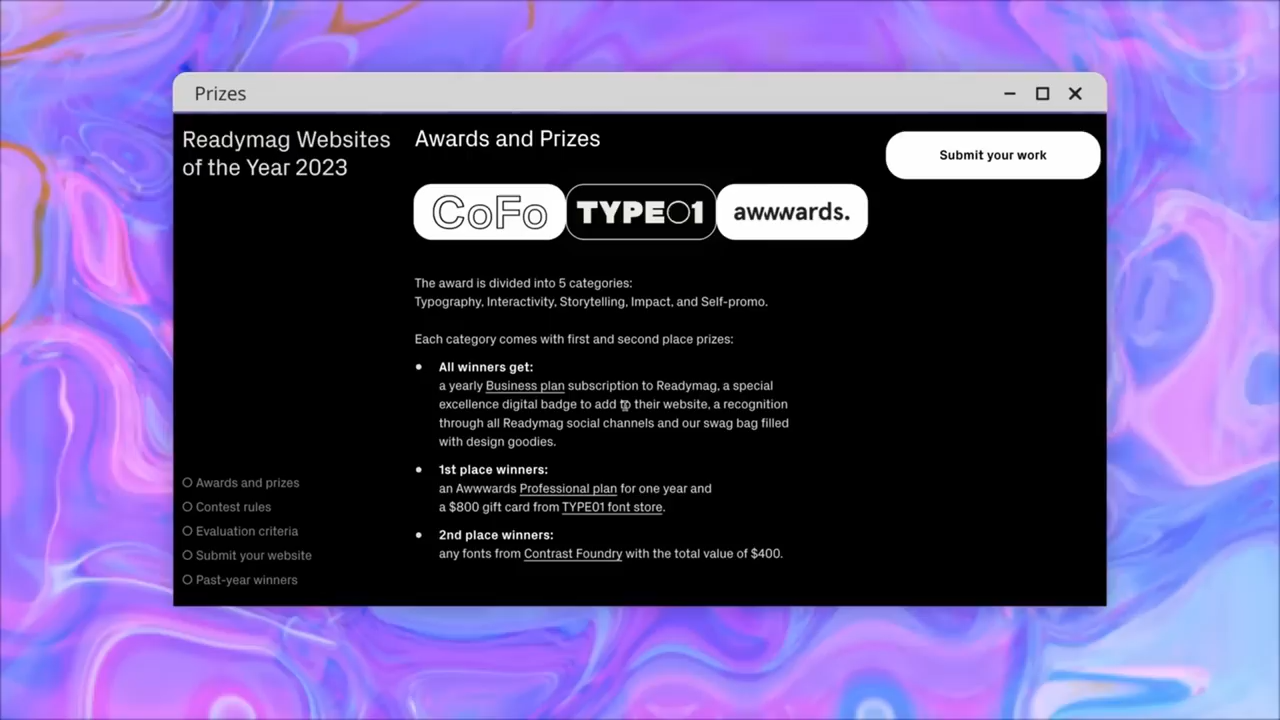 Prizes
Readymag Websites
of the Year 2023
Awards and Prizes
Submit your work
CoFo
TYPE01
awwwards.
The award is divided into 5 categories:
Typography, Interactivity, Storytelling, Impact, and Self-promo.
Each category comes with first and second place prizes:
All winners get:
a yearly Business plan subscription to Readymag, a special
excellence digital badge to add to their website, a recognition
through all Readymag social channels and our swag bag filled
with design goodies.
1st place winners:
an Awwwards Professional plan for one year and
a $800 gift card from TYPE01 font store.
2nd place winners:
any fonts from Contrast Foundry with the total value of $400.
Awards and prizes
Contest rules
Evaluation criteria
Submit your website
Past-year winners